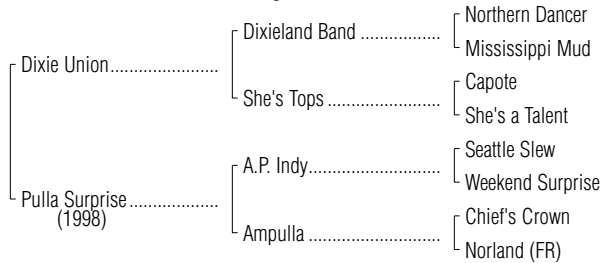 Northern Dancer
Dixieland Band ..................
Mississippi Mud
Dixie Union........................
Capote
She's Tops .........................
She's a Talent
Seattle Slew
A.P. Indy.............................
Weekend Surprise
Pulla Surprise ....................
(1998)
Chief's Crown
Ampulla .............................
Norland (FR)